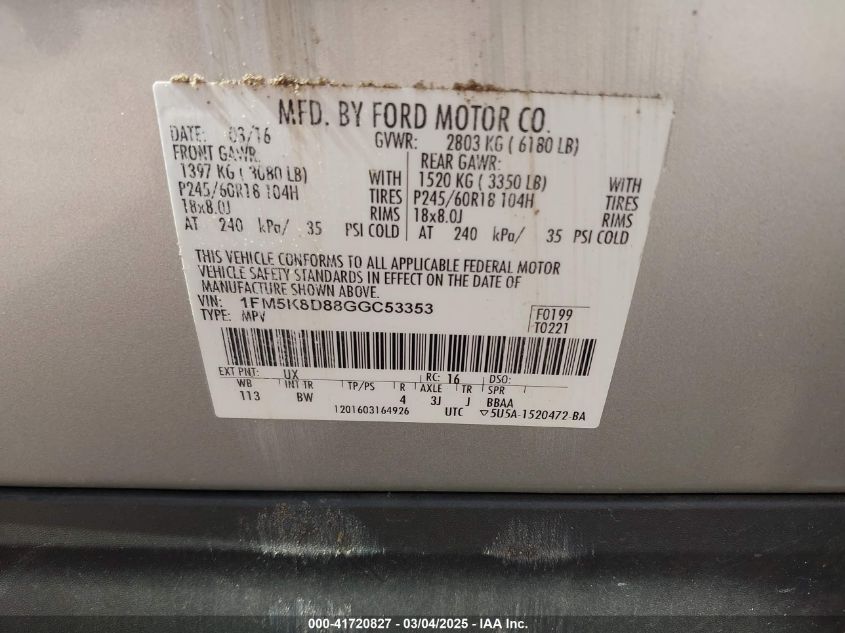 MFD. BY FORD MOTOR CO.
DATE: 03/16 GVWR: 2803 KG ( 6180 LB)
FRONT GAWR: REAR GAWR:
1397 KG ( 3080 LB) WITH 1520 KG ( 3350 LB) WITH
P245/60R18 104H TIRES P245/60R18 104H TIRES
18x8.0J RIMS 18x8.0J RIMS
AT 240 kPa/ 35 PSI COLD AT 240 kPa/ 35 PSI COLD
THIS VEHICLE CONFORMS TO ALL APPLICABLE FEDERAL MOTOR
VEHICLE SAFETY STANDARDS IN EFFECT ON THE DATE OF
MANUFACTURE SHOWN ABOVE.
VIN: 1FM5K8D88GGC53353 F0199
TYPE: MPV T0221
EXT PNT: UX RC: 16 DSO:
WB INT TR TP/PS R AXLE TR SPR
113 BW 4 3J J BBAA
1201603164926 UTC ▽5U5A-1520472-BA
000-41720827 - 03/04/2025 - IAA Inc.